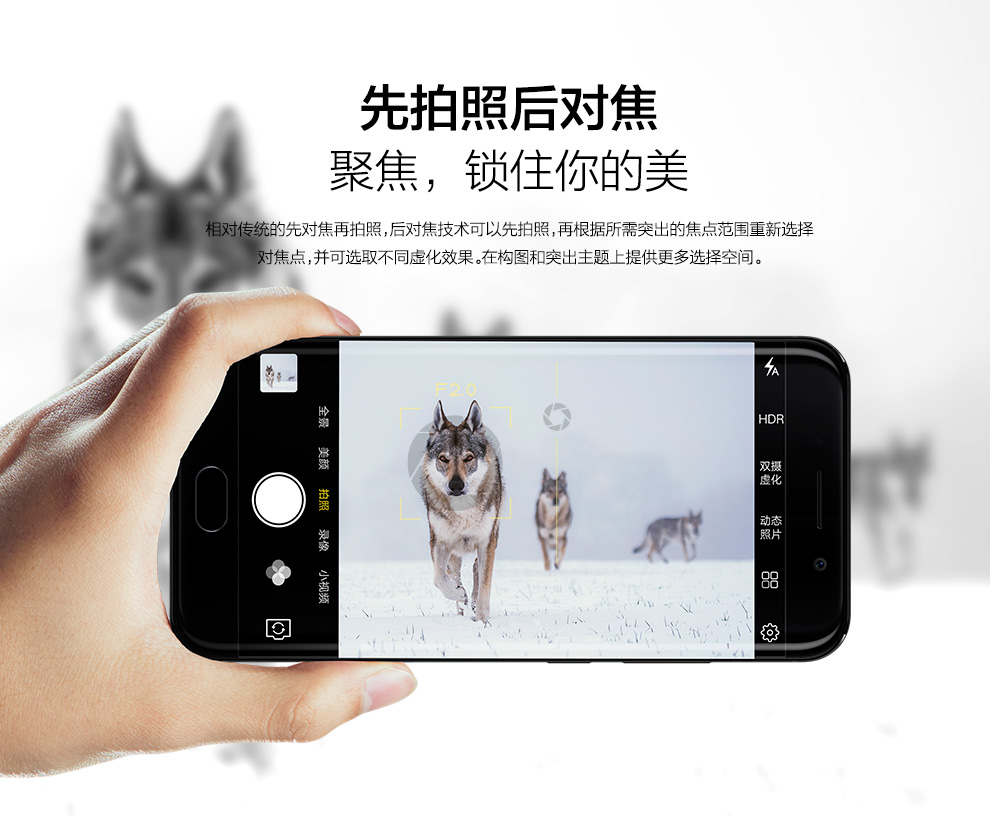 先拍照后对焦
聚焦，锁住你的美
相对传统的先对焦再拍照，后对焦技术可以先拍照，再根据所需突出的焦点范围重新选择
对焦点，并可选取不同虚化效果。在构图和突出主题上提供更多选择空间。
F2.0
全景
美颜
拍照
录像
小视频
A
HDR
双摄
虚化
动态
照片